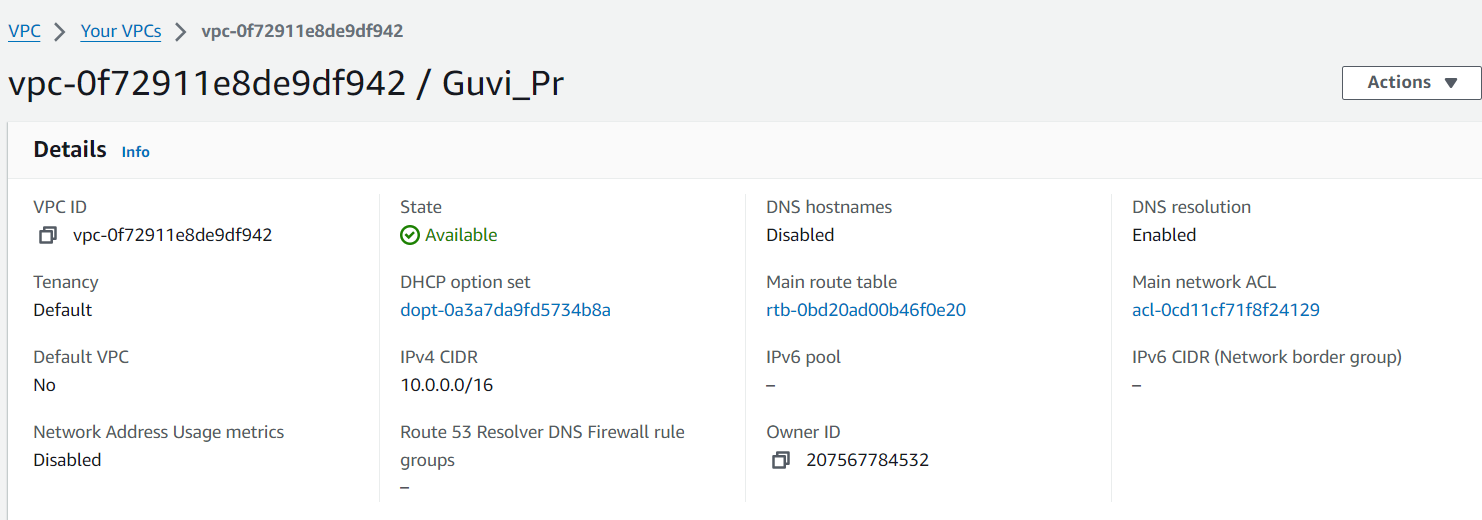 VPC > Your VPCs > vpc-0f72911e8de9df942
vpc-0f72911e8de9df942 / Guvi_Pr
Actions ▼
Details Info
VPC ID
vpc-0f72911e8de9df942
State
Available
DNS hostnames
Disabled
DNS resolution
Enabled
Tenancy
Default
DHCP option set
dopt-0a3a7da9fd5734b8a
Main route table
rtb-0bd20ad00b46f0e20
Main network ACL
acl-0cd11cf71f8f24129
Default VPC
No
IPv4 CIDR
10.0.0.0/16
IPv6 pool
–
IPv6 CIDR (Network border group)
–
Network Address Usage metrics
Disabled
Route 53 Resolver DNS Firewall rule
groups
–
Owner ID
207567784532